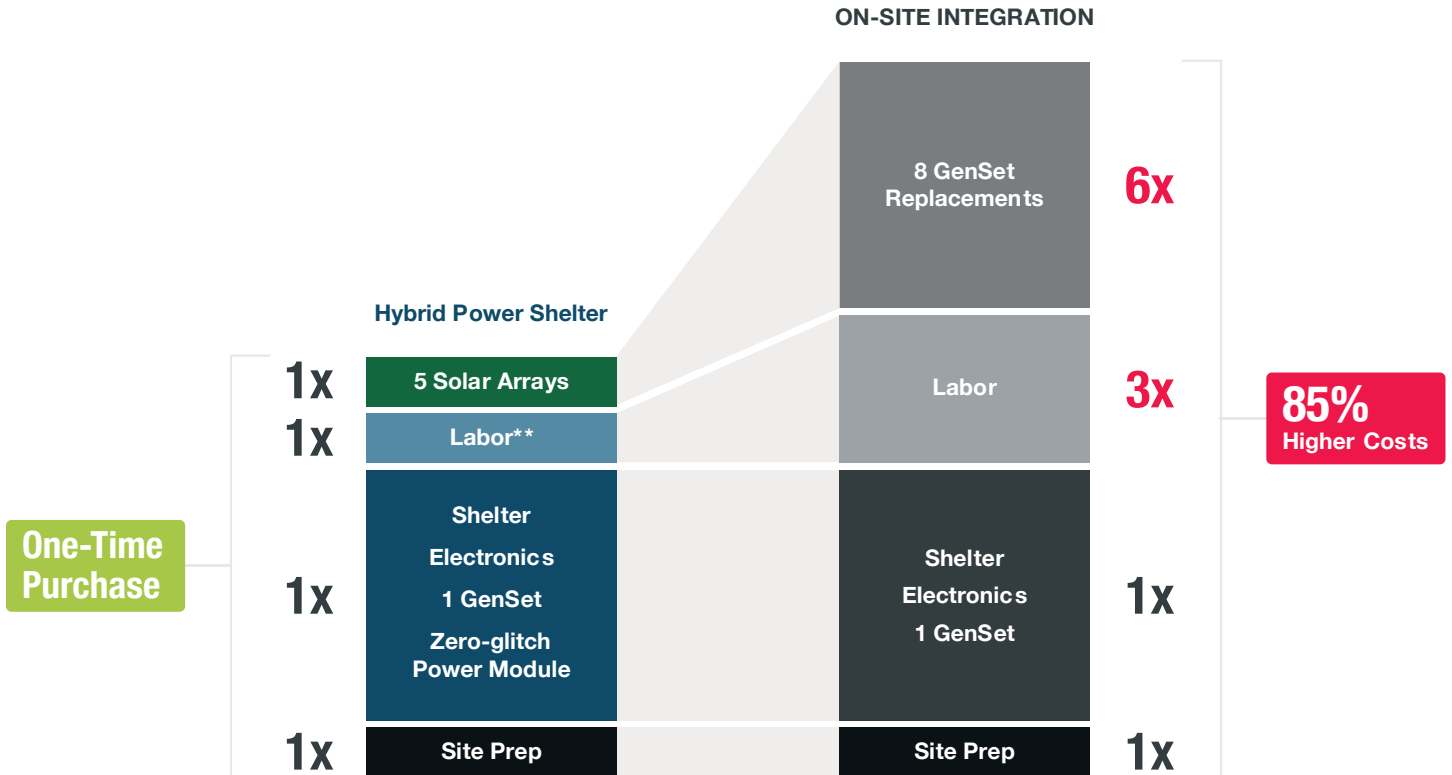 ON-SITE INTEGRATION
8 GenSet
Replacements
6x
Hybrid Power Shelter
1x
5 Solar Arrays
1x
Labor**
Labor
3x
85%
Higher Costs
One-Time
Purchase
1x
Shelter
Electronics
1 GenSet
Zero-glitch
Power Module
Shelter
Electronics
1 GenSet
1x
1x
Site Prep
Site Prep
1x